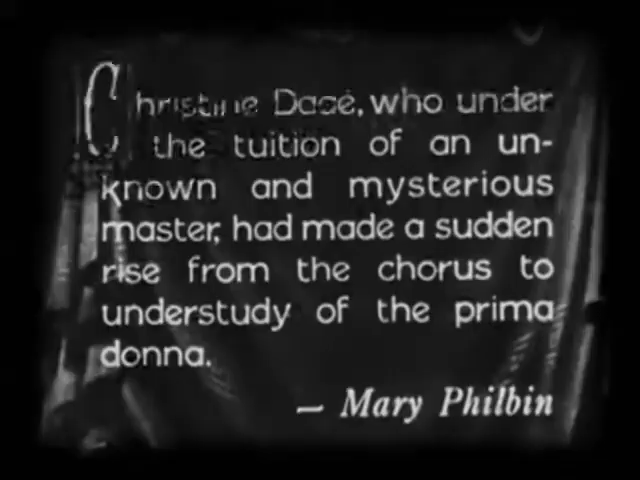 Christine Daaé, who under
the tuition of an un-
known and mysterious
master, had made a sudden
rise from the chorus to
understudy of the prima
donna.
— Mary Philbin